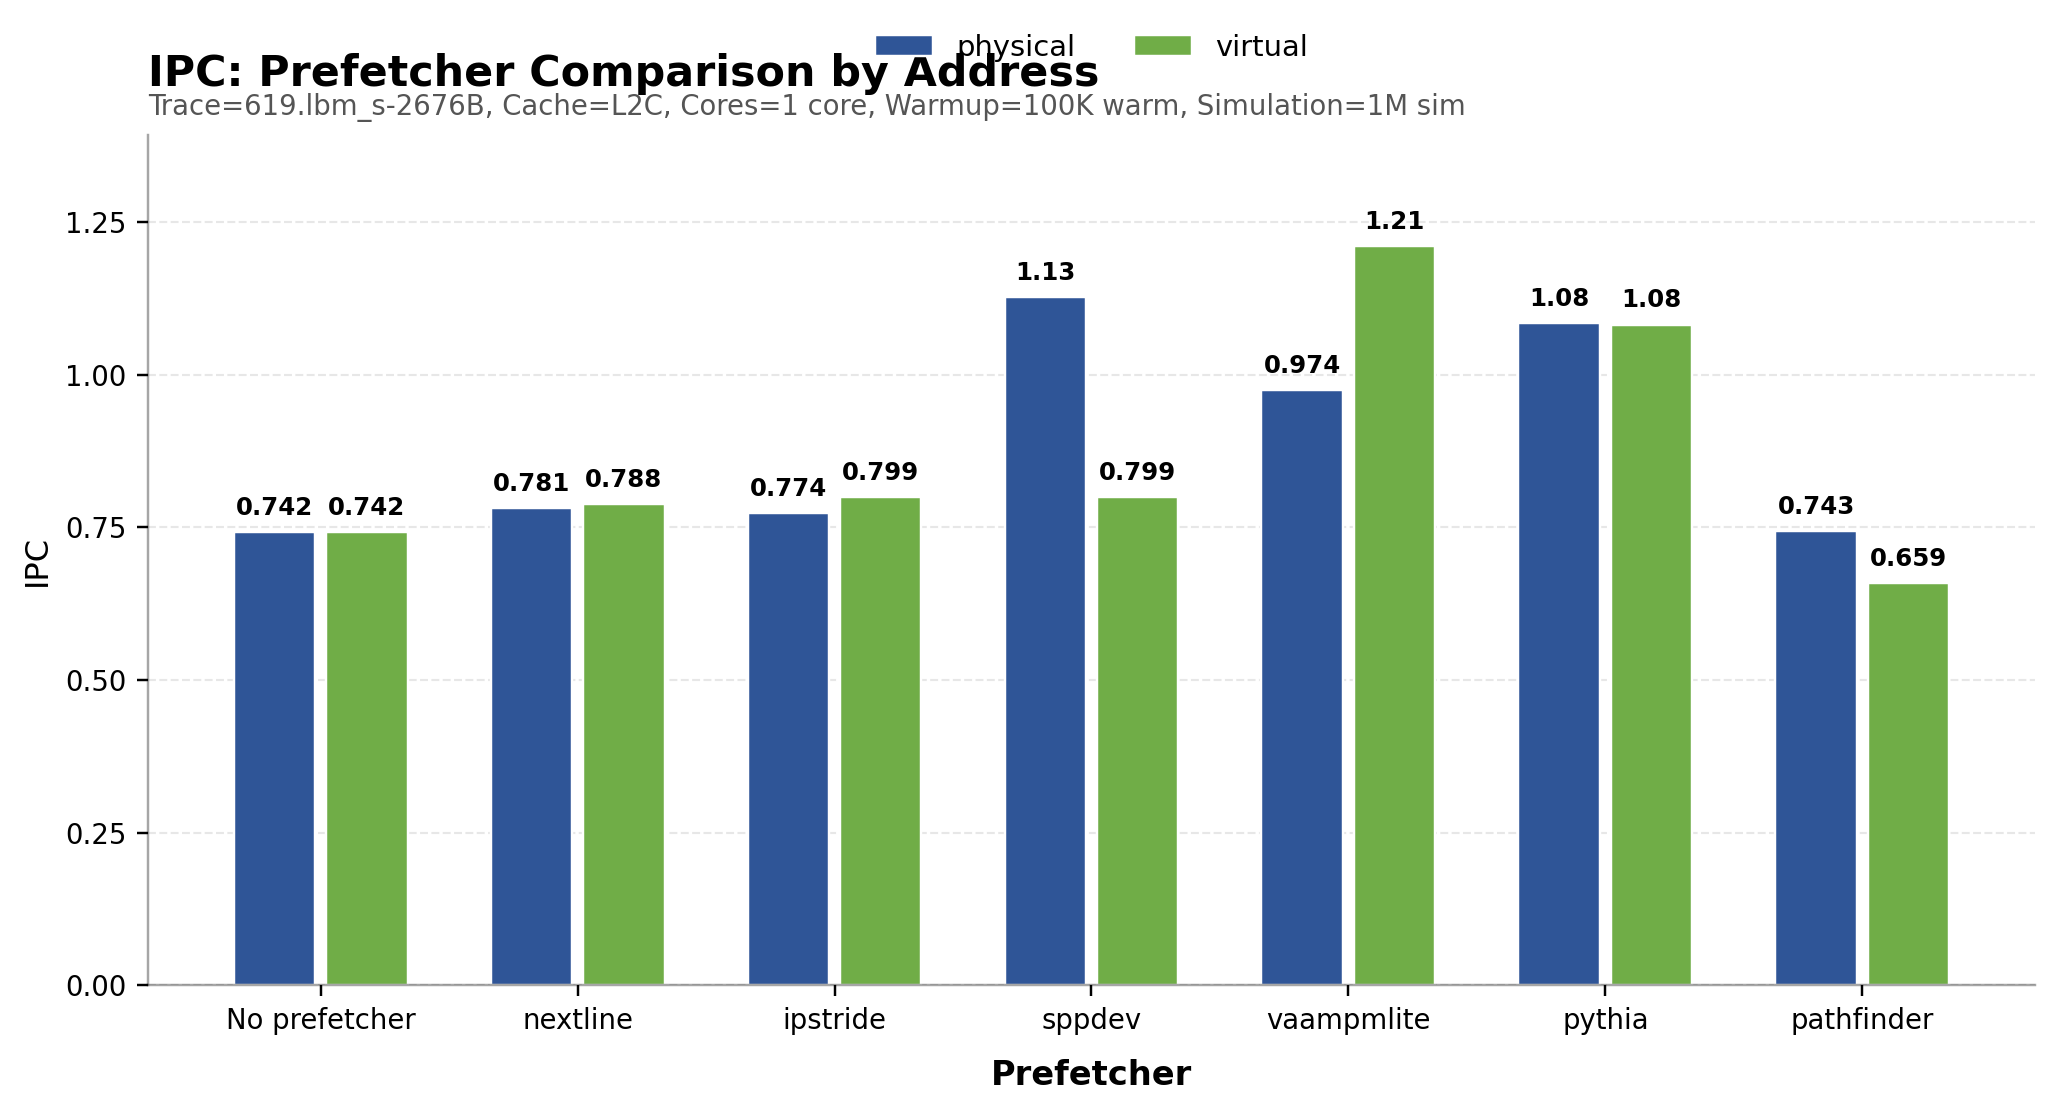 physical virtual
IPC: Prefetcher Comparison by Address
Trace=619.lbm_s-2676B, Cache=L2C, Cores=1 core, Warmup=100K warm, Simulation=1M sim
1.25
1.00
0.75
0.50
0.25
0.00
IPC
0.742 0.742
0.781 0.788
0.774 0.799
1.13 0.799
0.974 1.21
1.08 1.08
0.743 0.659
No prefetcher nextline ipstride sppdev vaampmlite pythia pathfinder
Prefetcher